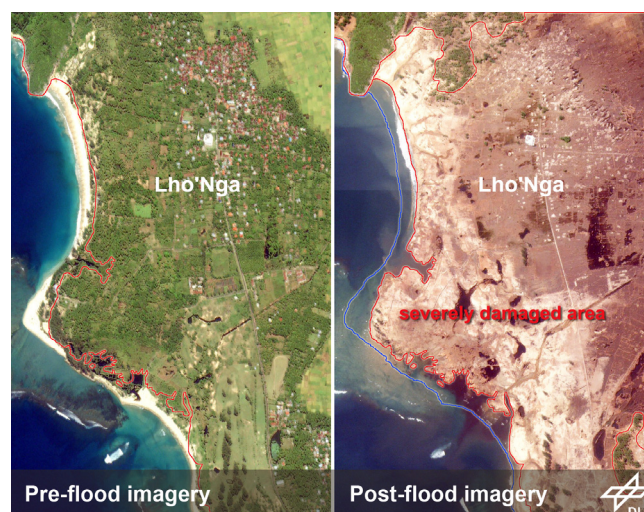 Lho'Nga
Lho'Nga
severely damaged area
Pre-flood imagery
Post-flood imagery